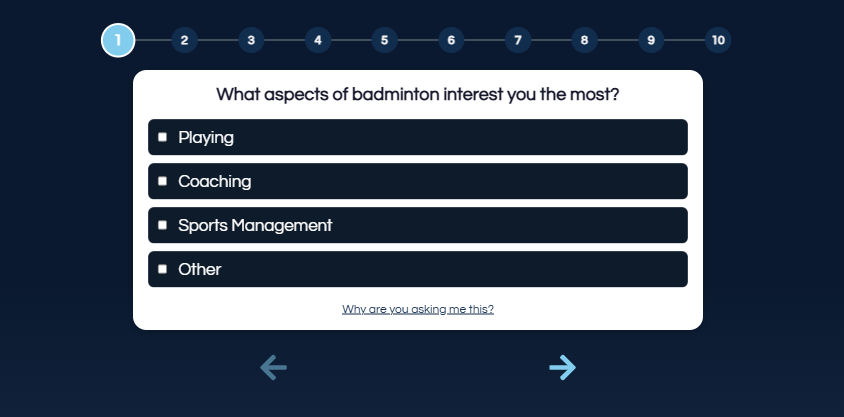 1 2 3 4 5 6 7 8 9 10
What aspects of badminton interest you the most?
Playing
Coaching
Sports Management
Other
Why are you asking me this?